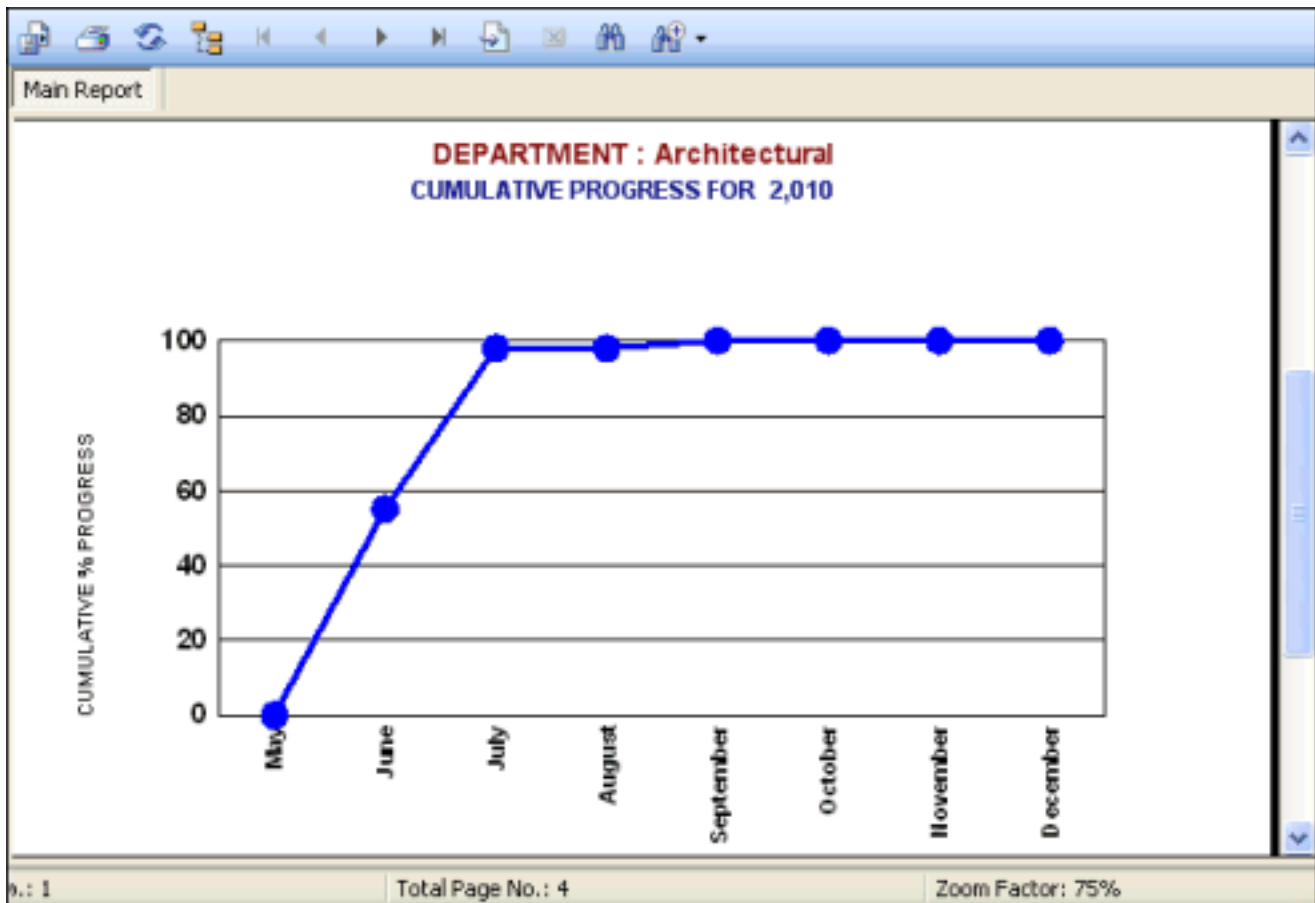 Main Report
DEPARTMENT : Architectural
CUMULATIVE PROGRESS FOR 2,010
CUMULATIVE % PROGRESS
100
80
60
40
20
0
May
June
July
August
September
October
November
December
.: 1
Total Page No.: 4
Zoom Factor: 75%